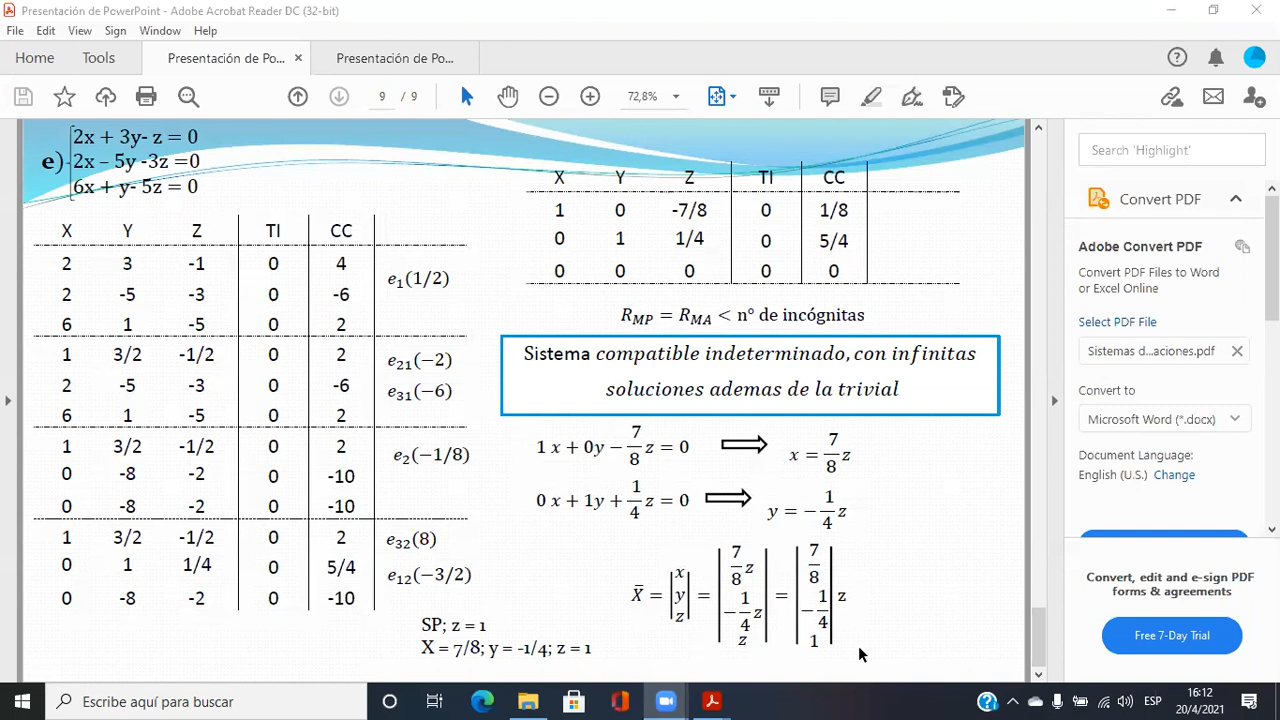 Presentación de PowerPoint - Adobe Acrobat Reader DC (32-bit)
File Edit View Sign Window Help
Home Tools Presentación de Po... × Presentación de Po...
9 / 9 72,8%
e) 2x + 3y- z = 0
2x – 5y -3z =0
6x + y- 5z = 0
X Y Z TI CC
2 3 -1 0 4 e₁(1/2)
2 -5 -3 0 -6
6 1 -5 0 2
1 3/2 -1/2 0 2 e₂₁(−2)
2 -5 -3 0 -6 e₃₁(−6)
6 1 -5 0 2
1 3/2 -1/2 0 2 e₂(−1/8)
0 -8 -2 0 -10
0 -8 -2 0 -10
1 3/2 -1/2 0 2 e₃₂(8)
0 1 1/4 0 5/4 e₁₂(−3/2)
0 -8 -2 0 -10
SP; z = 1
X = 7/8; y = -1/4; z = 1
X Y Z TI CC
1 0 -7/8 0 1/8
0 1 1/4 0 5/4
0 0 0 0 0
R_MP = R_MA < n° de incógnitas
Sistema compatible indeterminado, con infinitas
soluciones ademas de la trivial
1 x + 0y − 7/8 z = 0 ⟹ x = 7/8 z
0 x + 1y + 1/4 z = 0 ⟹ y = − 1/4 z
X̄ = |x y z| = |7/8 z − 1/4 z z| = |7/8 − 1/4 1| z
Search 'Highlight'
Convert PDF
Adobe Convert PDF
Convert PDF Files to Word
or Excel Online
Select PDF File
Sistemas d...aciones.pdf ×
Convert to
Microsoft Word (*.docx)
Document Language:
English (U.S.) Change
Convert, edit and e-sign PDF
forms & agreements
Free 7-Day Trial
Escribe aquí para buscar
ESP
16:12
20/4/2021